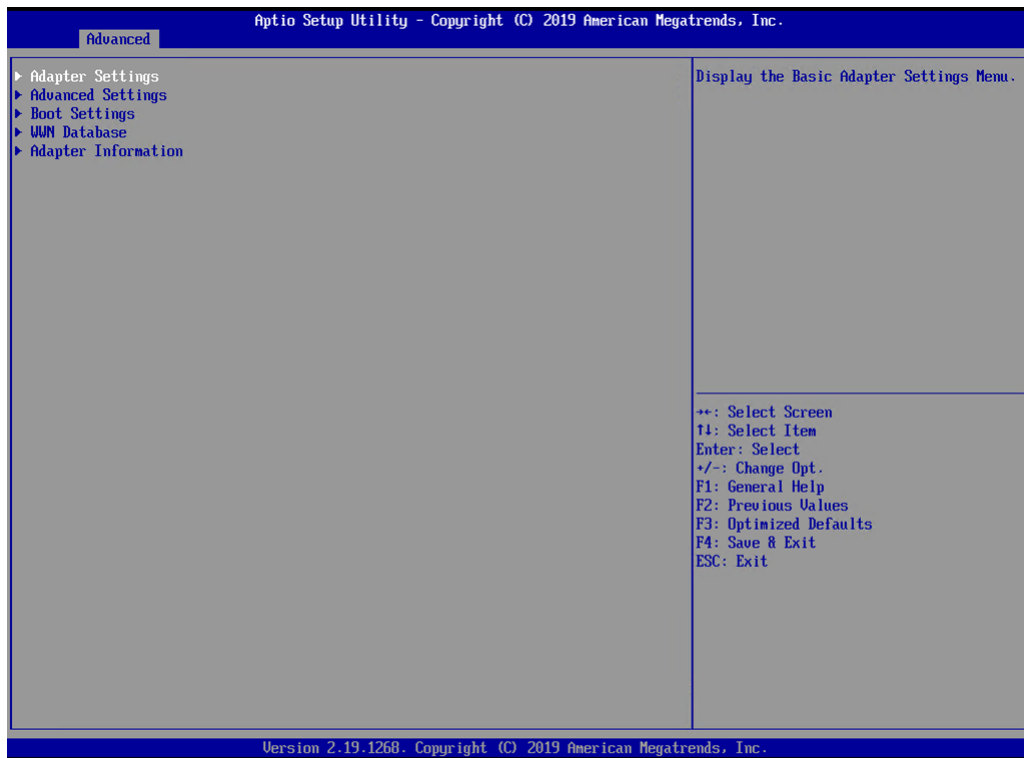 Aptio Setup Utility - Copyright (C) 2019 American Megatrends, Inc.
Advanced
▶ Adapter Settings
▶ Advanced Settings
▶ Boot Settings
▶ WWN Database
▶ Adapter Information
Display the Basic Adapter Settings Menu.
→←: Select Screen
↑↓: Select Item
Enter: Select
+/-: Change Opt.
F1: General Help
F2: Previous Values
F3: Optimized Defaults
F4: Save & Exit
ESC: Exit
Version 2.19.1268. Copyright (C) 2019 American Megatrends, Inc.